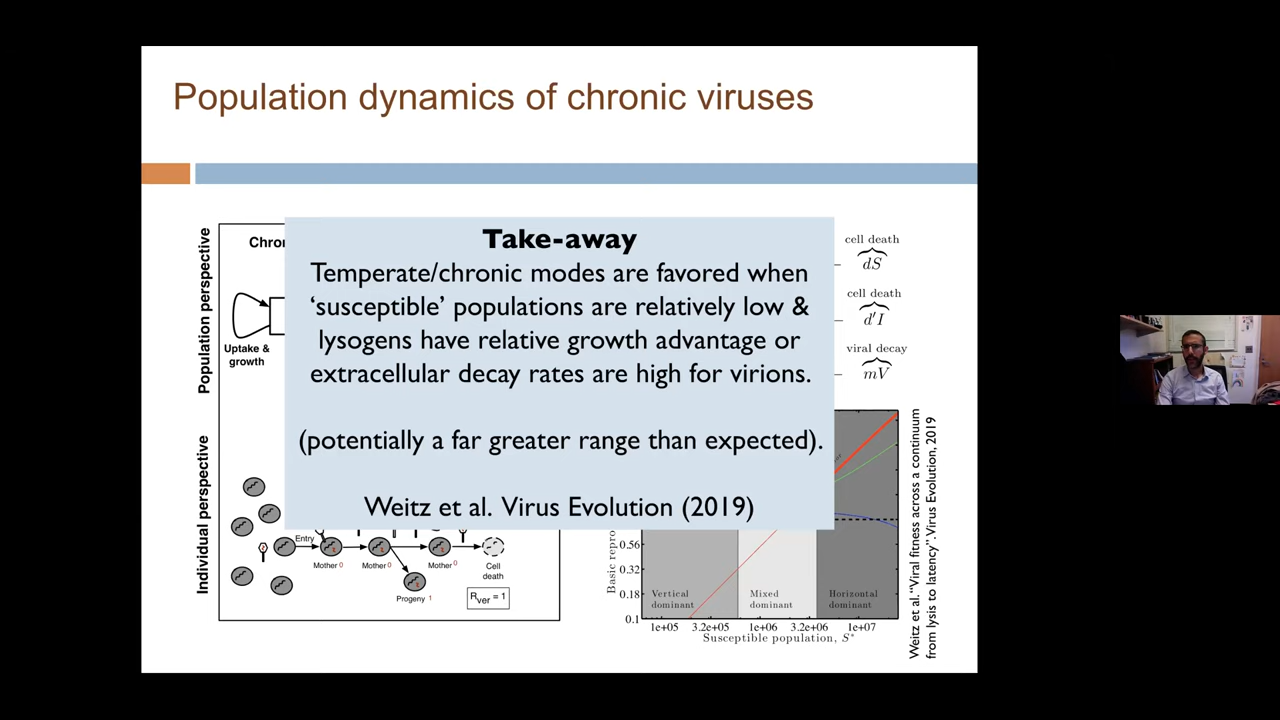 Population dynamics of chronic viruses
Population perspective
Chron
Uptake &
growth
Take-away
Temperate/chronic modes are favored when
‘susceptible’ populations are relatively low &
lysogens have relative growth advantage or
extracellular decay rates are high for virions.
(potentially a far greater range than expected).
Weitz et al. Virus Evolution (2019)
cell death
dS
cell death
d′I
viral decay
mV
Individual perspective
Entry
Mother 0
Mother 0
Mother 0
Cell
death
Progeny 1
Rver = 1
Basic repro
0.56
0.32
0.18
0.1
Vertical
dominant
Mixed
dominant
Horizontal
dominant
1e+05 3.2e+05 1e+06 3.2e+06 1e+07
Susceptible population, S*
Weitz et al. “Viral fitness across a continuum
from lysis to latency”. Virus Evolution, 2019